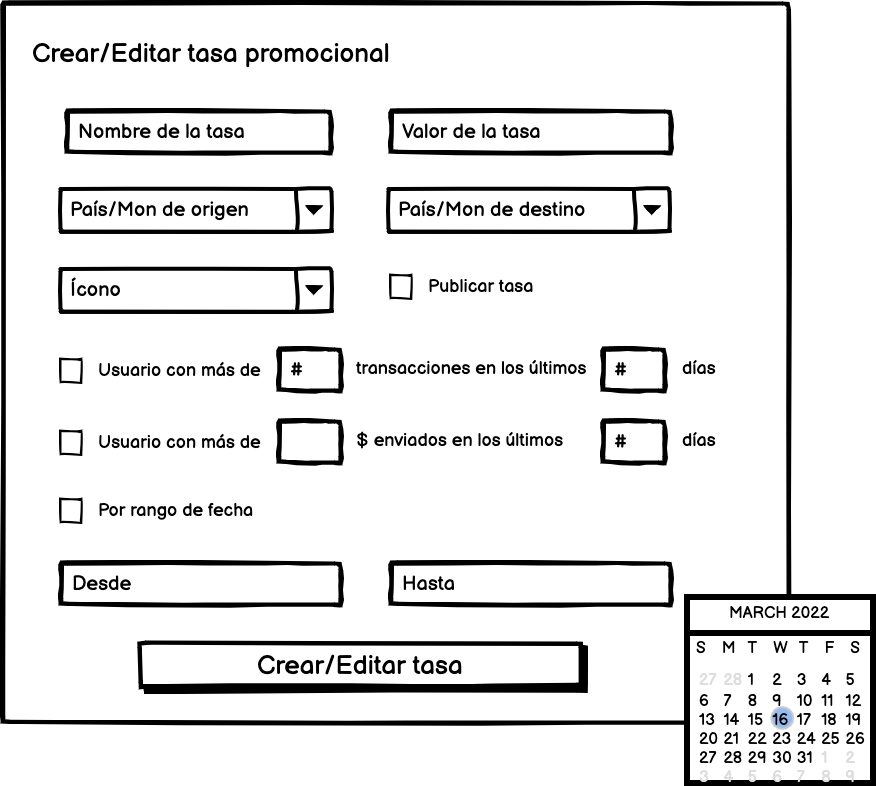 Crear/Editar tasa promocional
Nombre de la tasa
Valor de la tasa
País/Mon de origen
País/Mon de destino
Ícono
Publicar tasa
Usuario con más de # transacciones en los últimos # días
Usuario con más de $ enviados en los últimos # días
Por rango de fecha
Desde
Hasta
Crear/Editar tasa
MARCH 2022
S M T W T F S
27 28 1 2 3 4 5
6 7 8 9 10 11 12
13 14 15 16 17 18 19
20 21 22 23 24 25 26
27 28 29 30 31 1 2
3 4 5 6 7 8 9